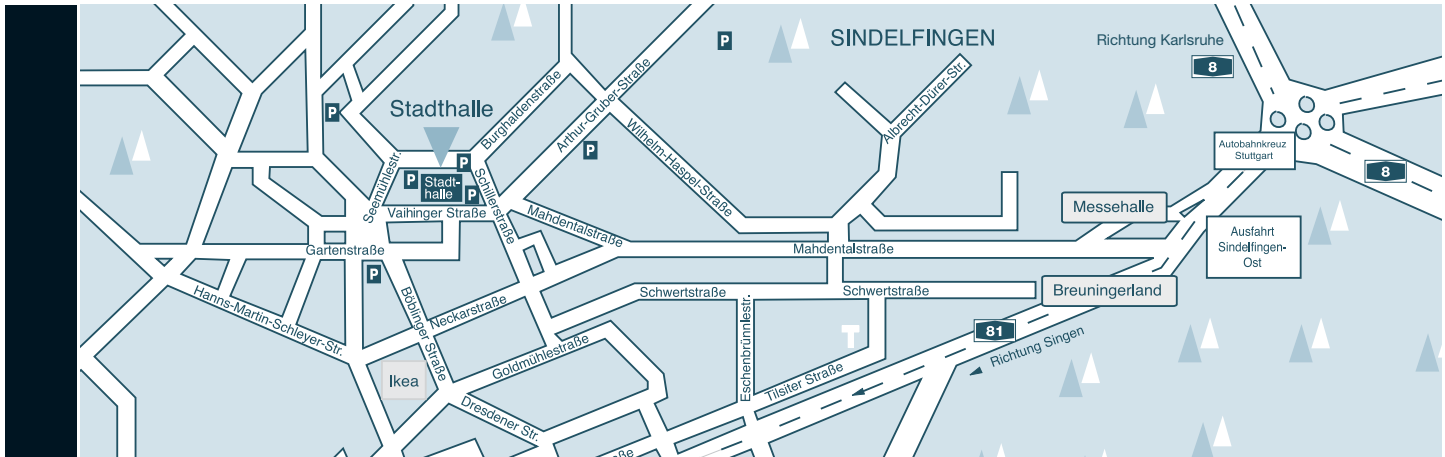 SINDELFINGEN
Richtung Karlsruhe
8
P
Stadthalle
P
Burghaldenstraße
Arthur-Gruber-Straße
Albrecht-Dürer-Str.
Wilhelm-Haspel-Straße
Autobahnkreuz
Stuttgart
P
P
8
Seemühlestr.
P
Stadt-
halle
P
Schillerstraße
Messehalle
Vaihinger Straße
Mahdentalstraße
Ausfahrt
Sindelfingen-
Ost
Gartenstraße
Mahdentalstraße
P
Hanns-Martin-Schleyer-Str.
Böblinger Straße
Neckarstraße
Schwertstraße
Schwertstraße
Breuningerland
Eschenbrünnlestr.
81
Richtung Singen
Goldmühlestraße
Ikea
Tilsiter Straße
Dresdener Str.